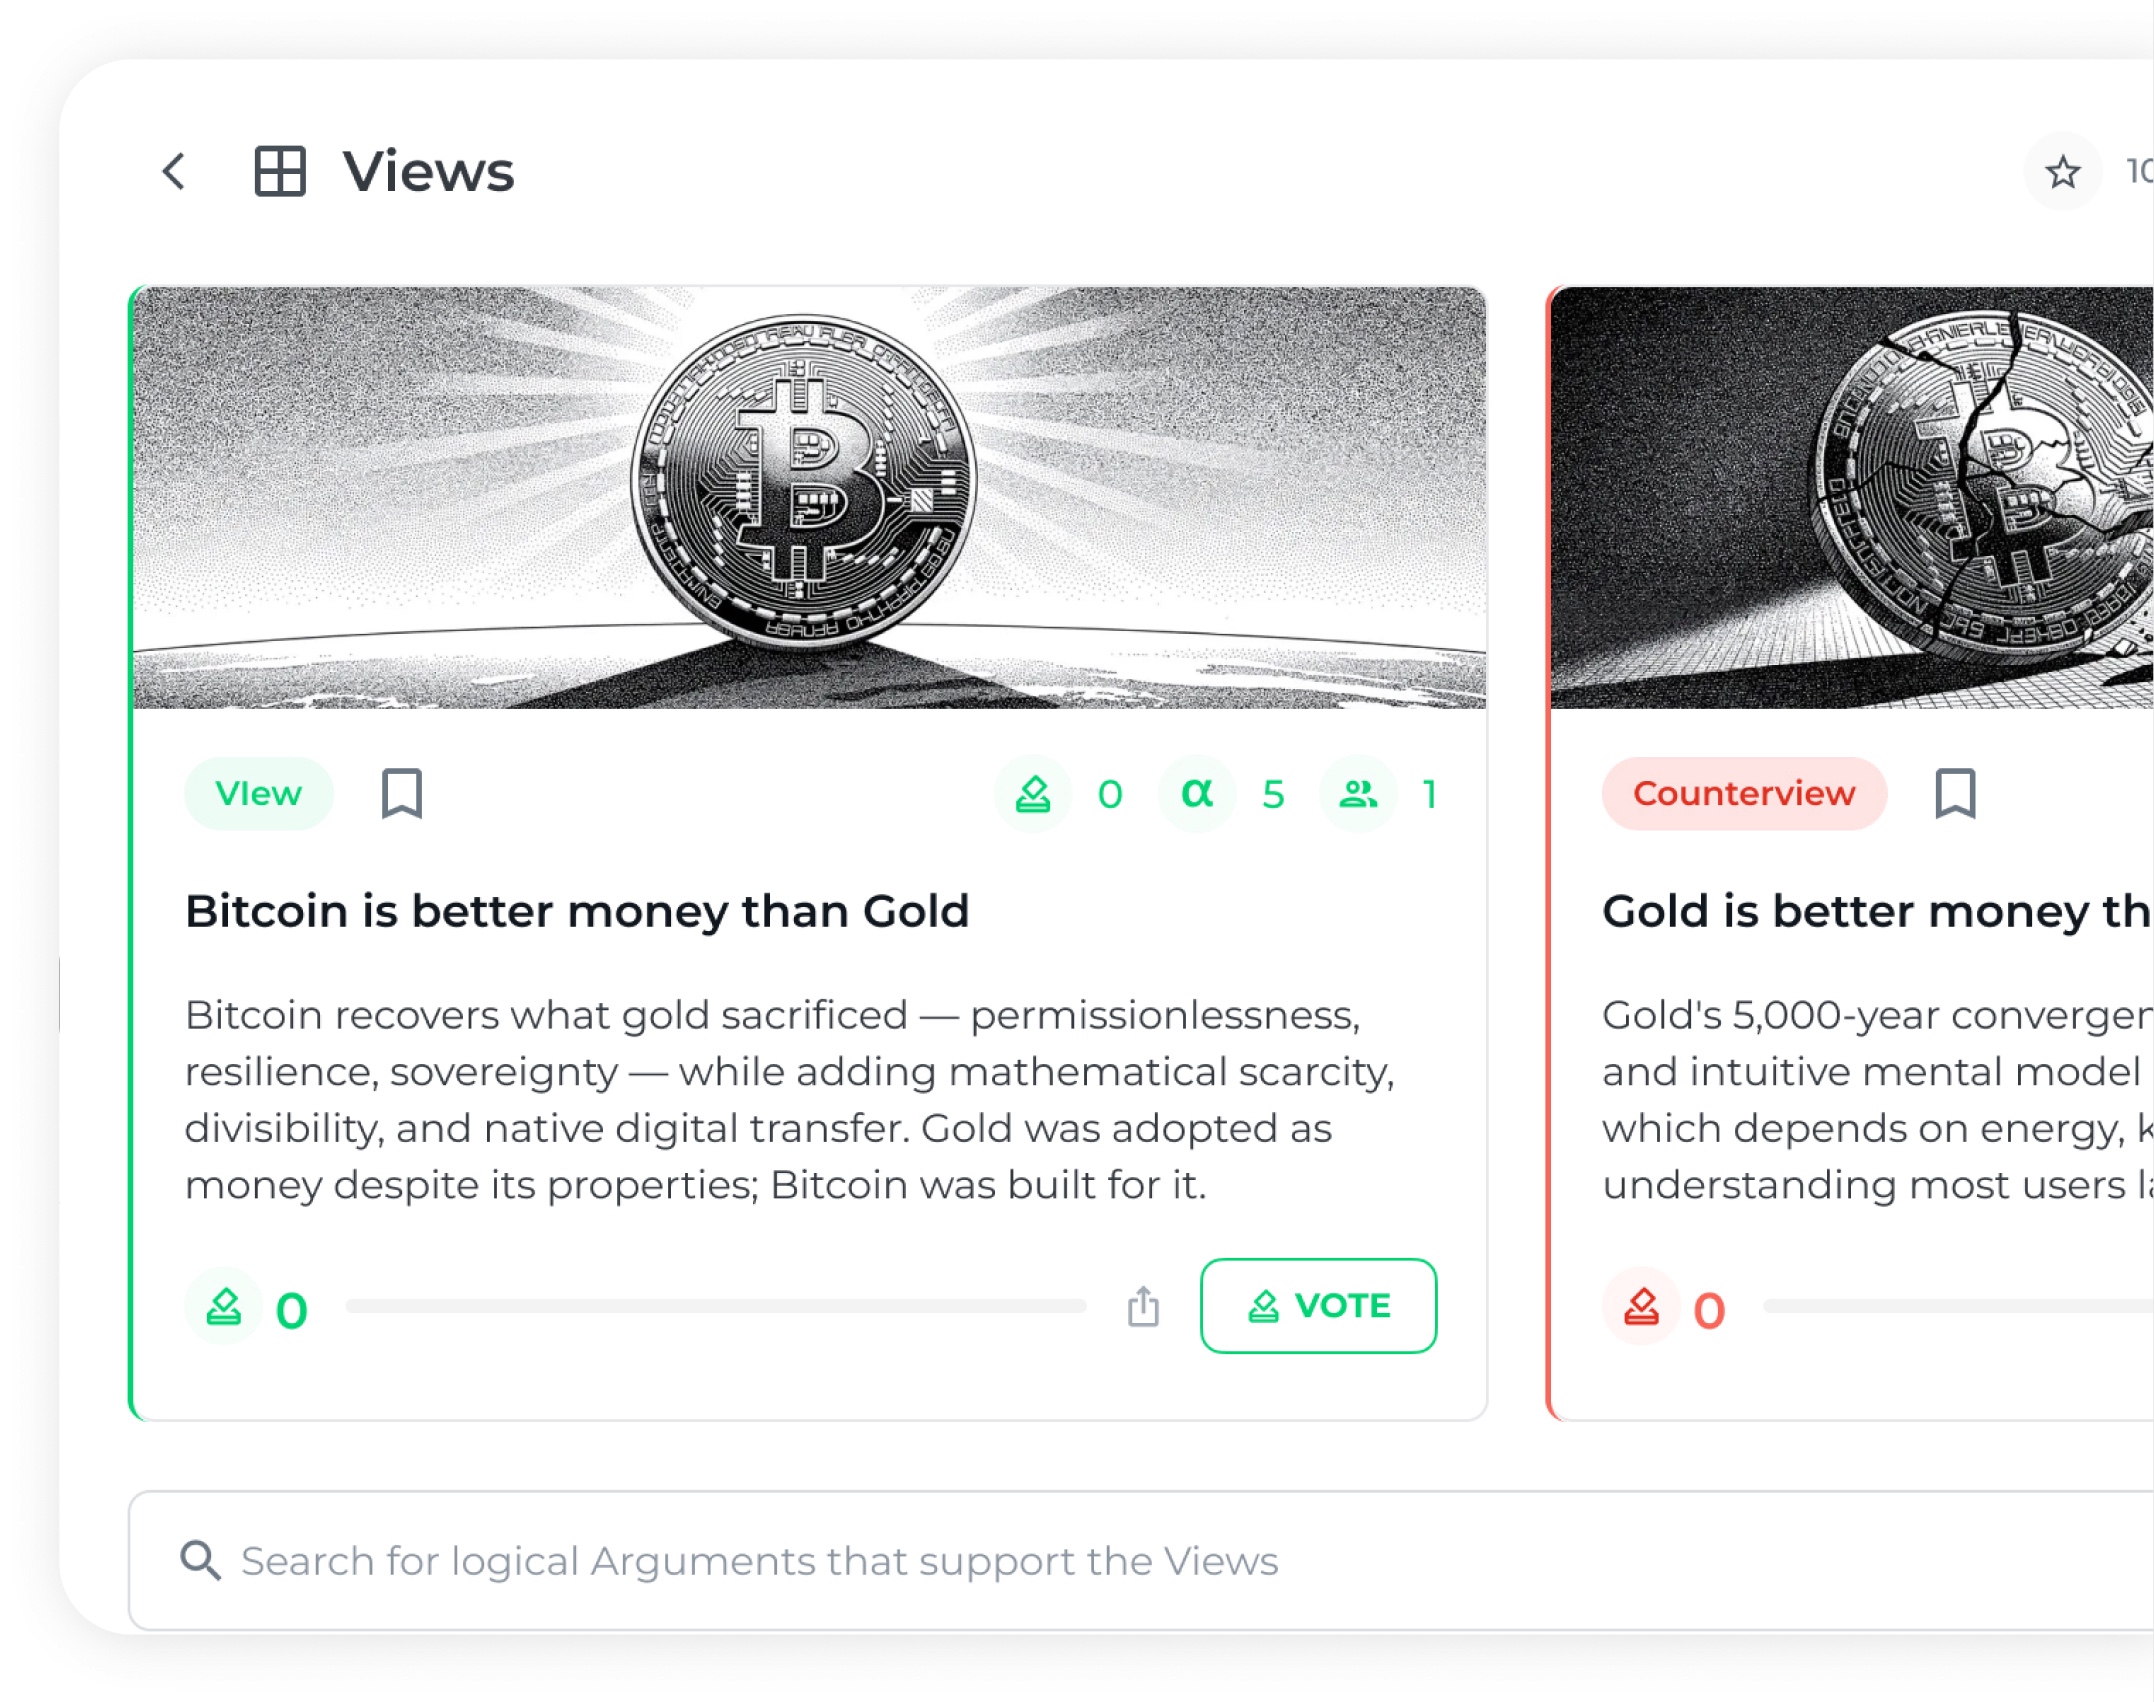 Views
VIew
0
α
5
1
Bitcoin is better money than Gold
Bitcoin recovers what gold sacrificed — permissionlessness,
resilience, sovereignty — while adding mathematical scarcity,
divisibility, and native digital transfer. Gold was adopted as
money despite its properties; Bitcoin was built for it.
0
VOTE
Counterview
Gold is better money
Gold's 5,000-year
and intuitive mental model
which depends on energy,
understanding most users
0
Search for logical Arguments that support the Views